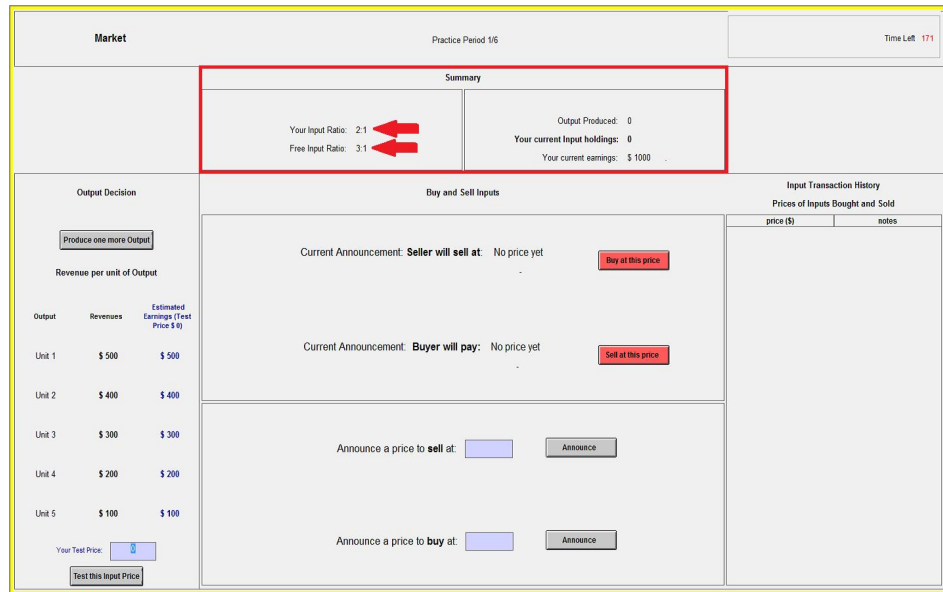 Market
Practice Period 1/6
Time Left 171
Summary
Your Input Ratio: 2:1
Free Input Ratio: 3:1
Output Produced: 0
Your current Input holdings: 0
Your current earnings: $ 1000 .
Output Decision
Produce one more Output
Revenue per unit of Output
Output Revenues Estimated
Earnings (Test
Price $ 0)
Unit 1 $ 500 $ 500
Unit 2 $ 400 $ 400
Unit 3 $ 300 $ 300
Unit 4 $ 200 $ 200
Unit 5 $ 100 $ 100
Your Test Price: 0
Test this Input Price
Buy and Sell Inputs
Current Announcement: Seller will sell at: No price yet
-
Buy at this price
Current Announcement: Buyer will pay: No price yet
-
Sell at this price
Announce a price to sell at: Announce
Announce a price to buy at: Announce
Input Transaction History
Prices of Inputs Bought and Sold
price ($) notes